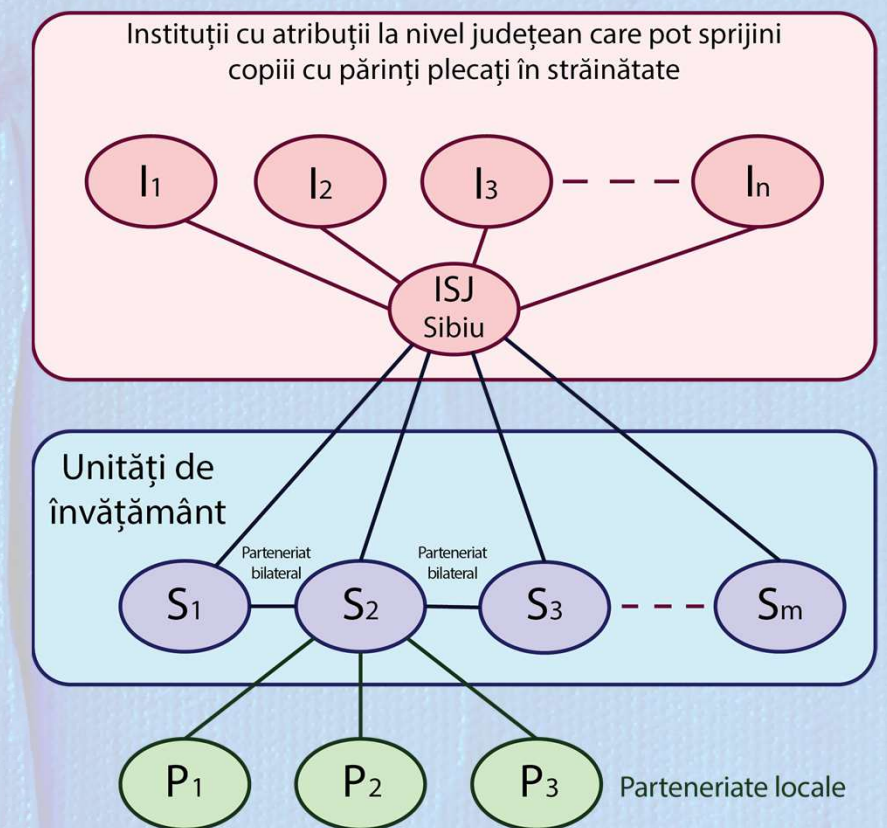 Instituții cu atribuții la nivel județean care pot sprijini
copiii cu părinți plecați în străinătate
I1 I2 I3 In
ISJ
Sibiu
Unități de
învățământ
Parteneriat
bilateral
Parteneriat
bilateral
S1 S2 S3 Sm
P1 P2 P3 Parteneriate locale